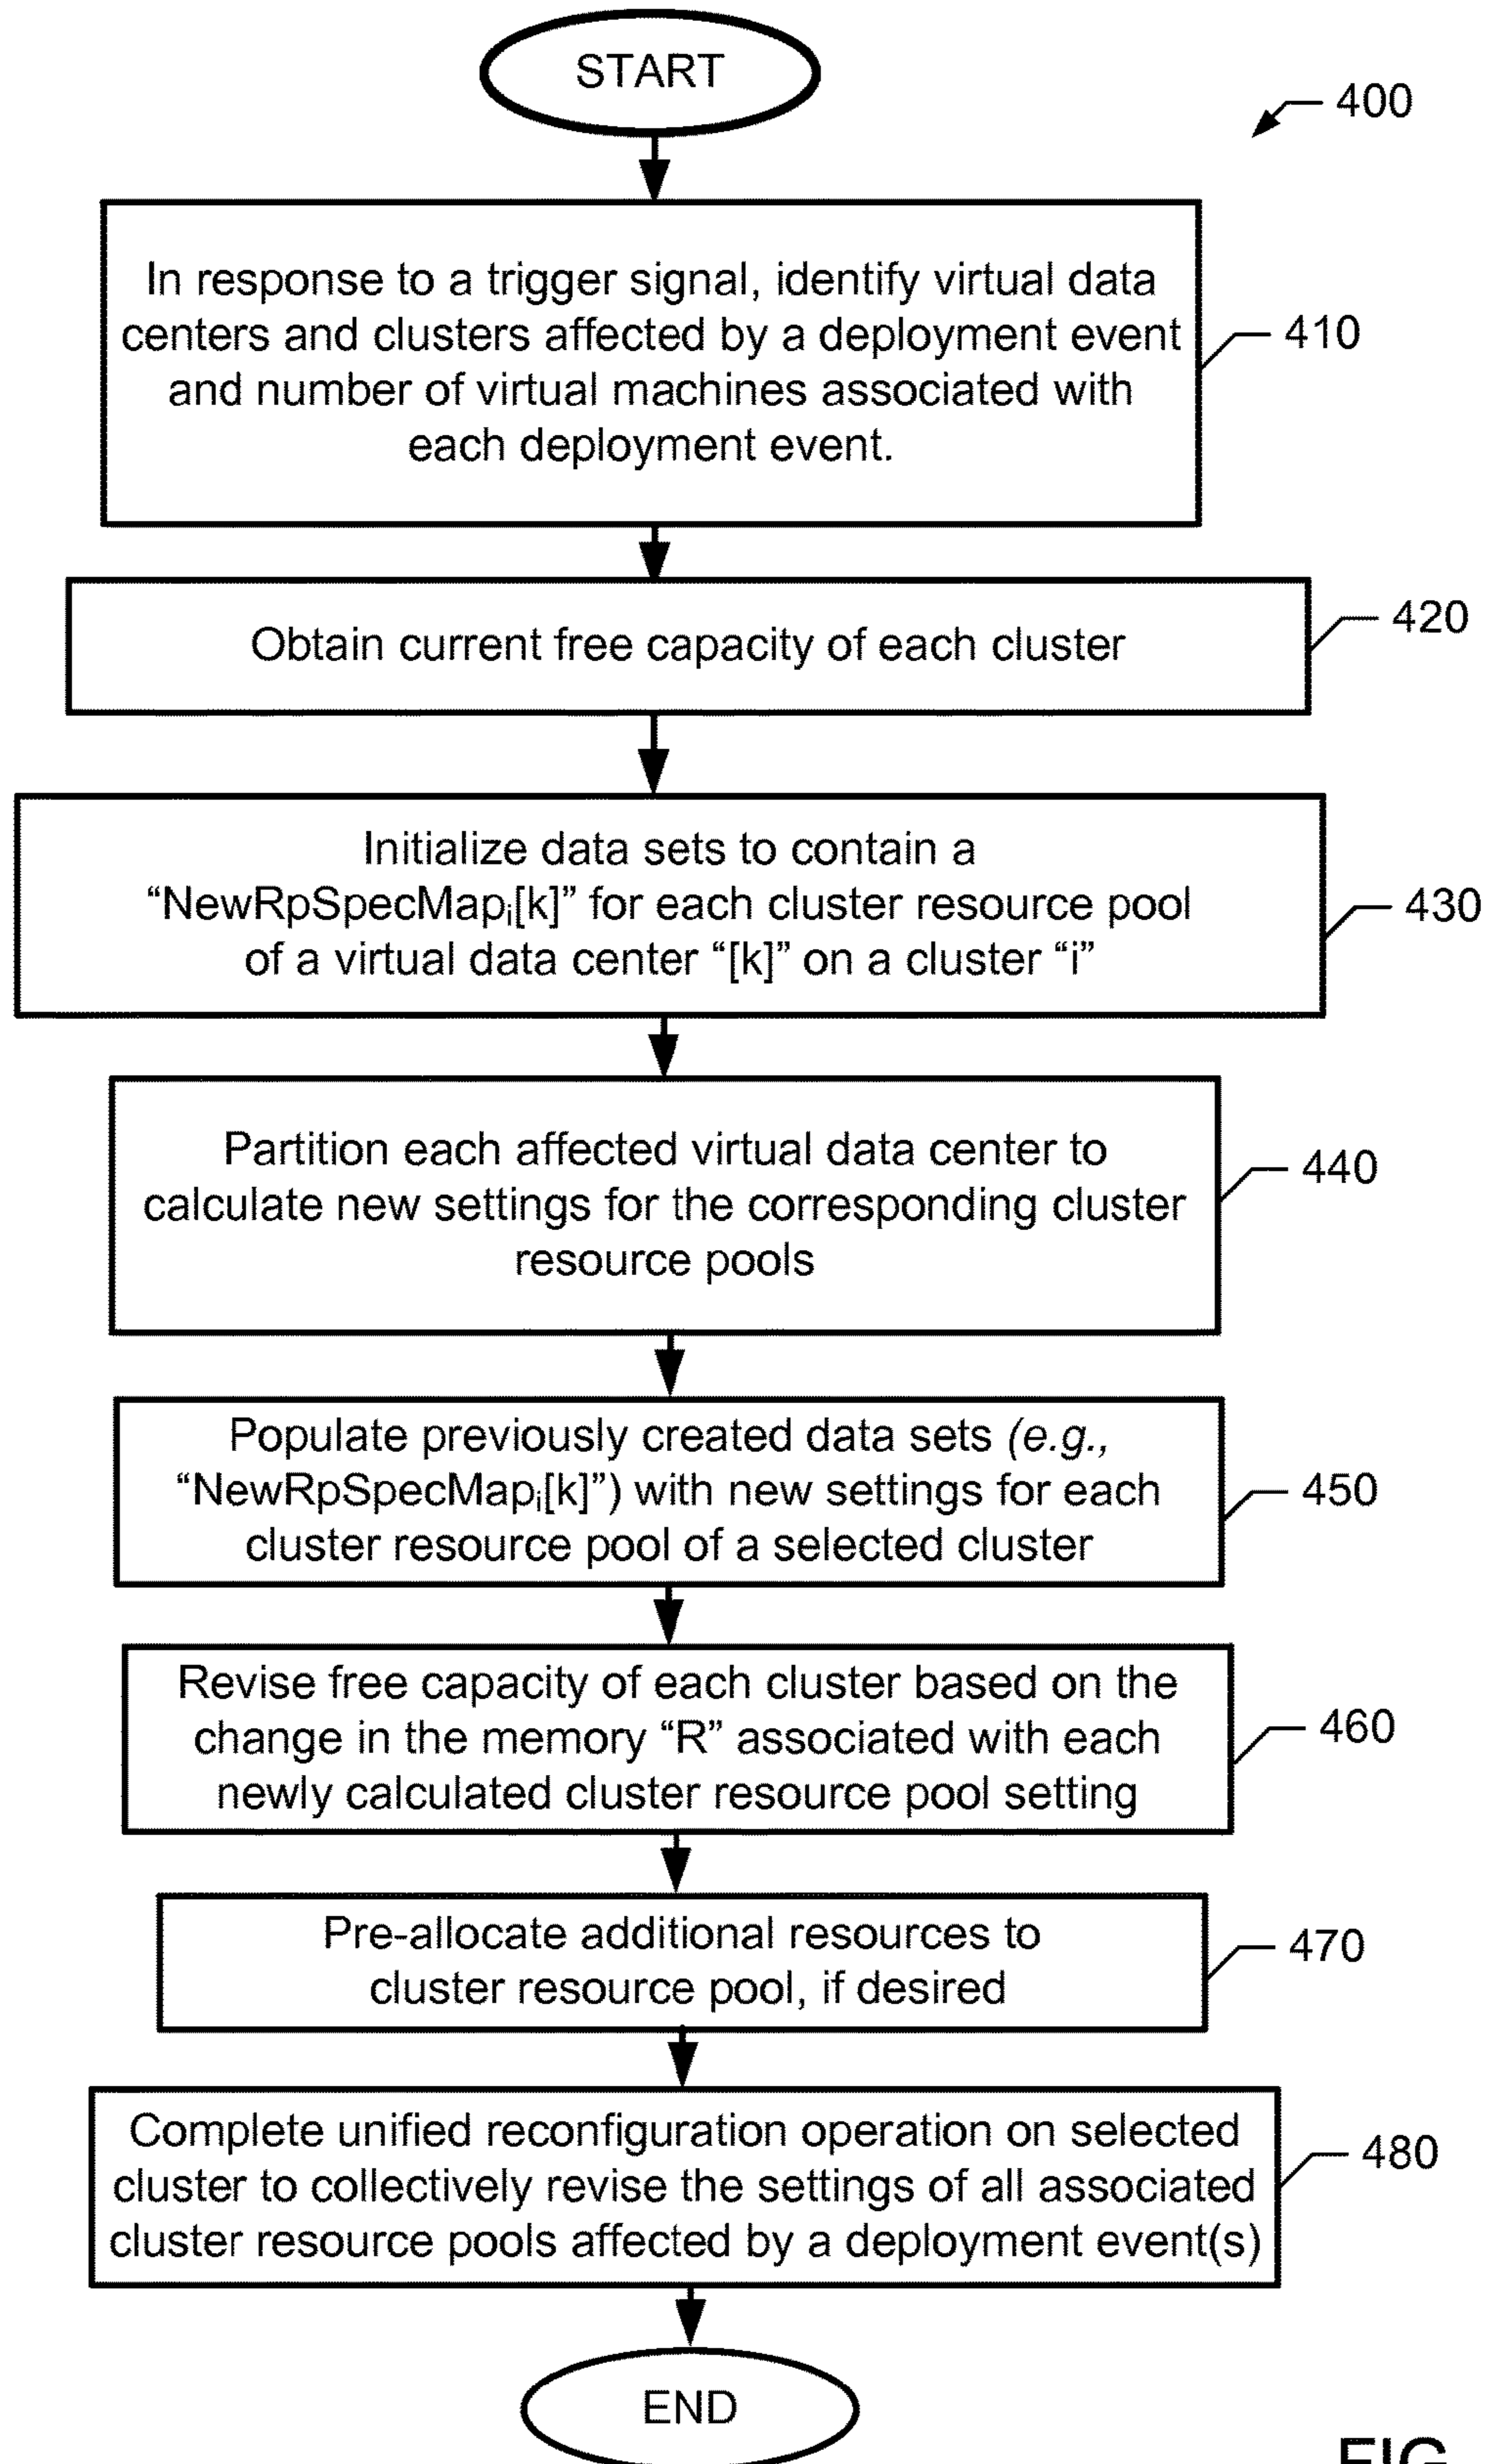 START
400
In response to a trigger signal, identify virtual data
centers and clusters affected by a deployment event
and number of virtual machines associated with
each deployment event.
410
Obtain current free capacity of each cluster
420
Initialize data sets to contain a
“NewRpSpecMapᵢ[k]” for each cluster resource pool
of a virtual data center “[k]” on a cluster “i”
430
Partition each affected virtual data center to
calculate new settings for the corresponding cluster
resource pools
440
Populate previously created data sets (e.g.,
“NewRpSpecMapᵢ[k]”) with new settings for each
cluster resource pool of a selected cluster
450
Revise free capacity of each cluster based on the
change in the memory “R” associated with each
newly calculated cluster resource pool setting
460
Pre-allocate additional resources to
cluster resource pool, if desired
470
Complete unified reconfiguration operation on selected
cluster to collectively revise the settings of all associated
cluster resource pools affected by a deployment event(s)
480
END